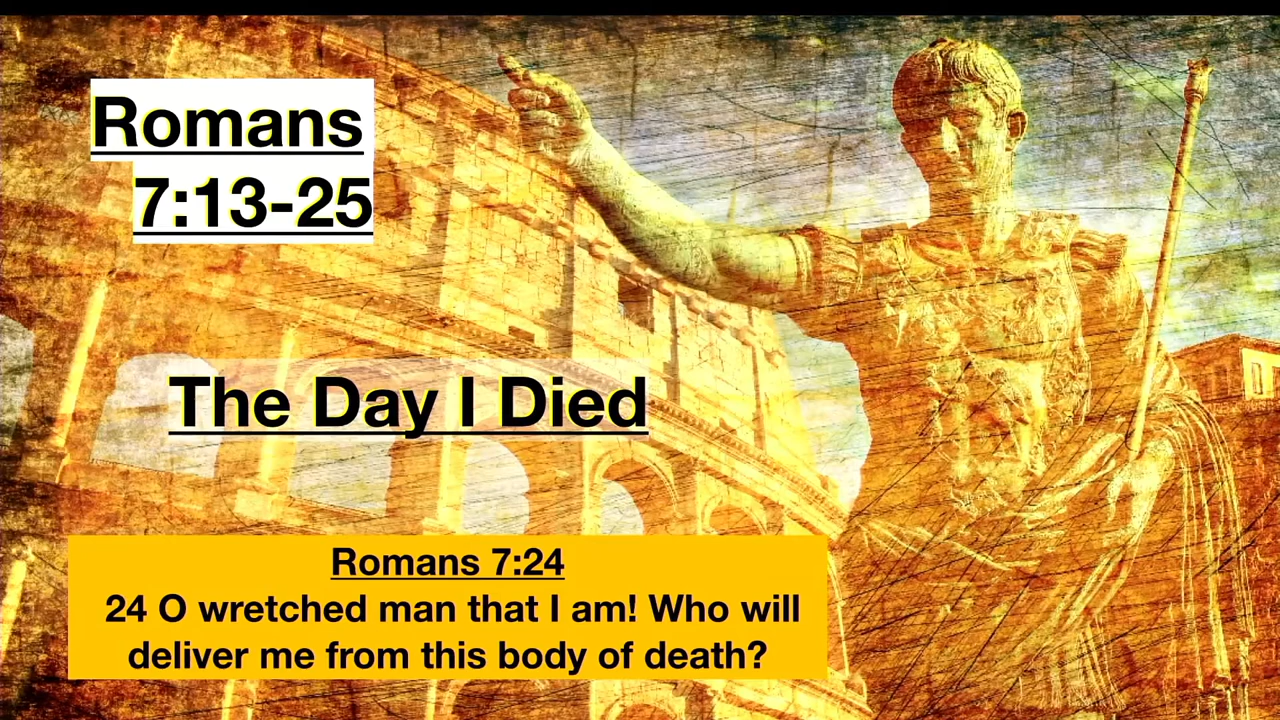 Romans
7:13-25
The Day I Died
Romans 7:24
24 O wretched man that I am! Who will
deliver me from this body of death?